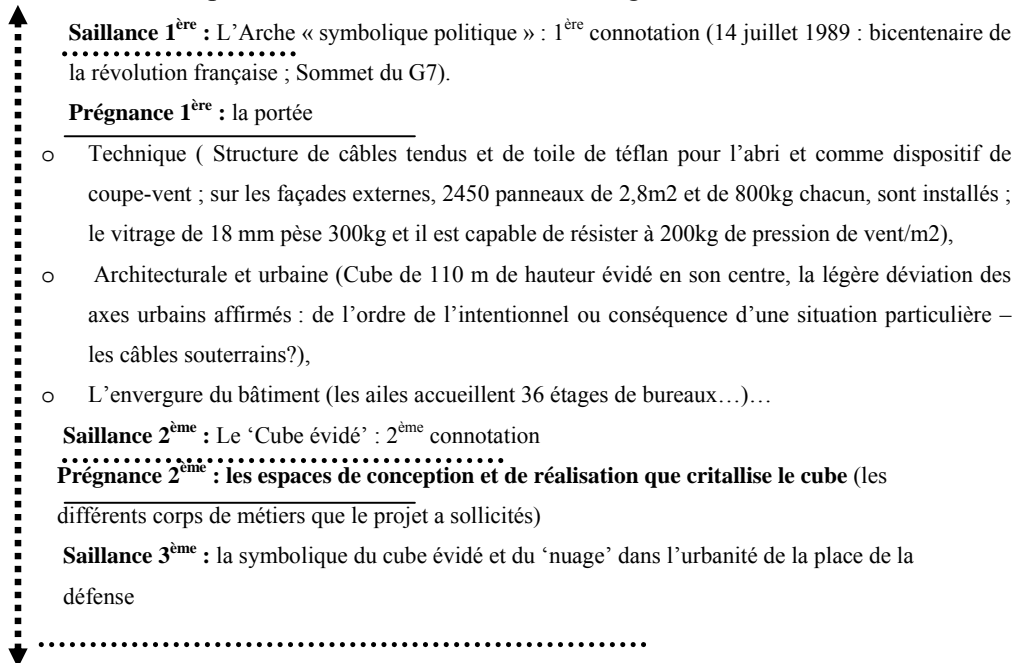 Saillance 1ère : L'Arche « symbolique politique » : 1ère connotation (14 juillet 1989 : bicentenaire de
la révolution française ; Sommet du G7).
Prégnance 1ère : la portée
o Technique ( Structure de câbles tendus et de toile de téflan pour l'abri et comme dispositif de
coupe-vent ; sur les façades externes, 2450 panneaux de 2,8m2 et de 800kg chacun, sont installés ;
le vitrage de 18 mm pèse 300kg et il est capable de résister à 200kg de pression de vent/m2),
o Architecturale et urbaine (Cube de 110 m de hauteur évidé en son centre, la légère déviation des
axes urbains affirmés : de l'ordre de l'intentionnel ou conséquence d'une situation particulière –
les câbles souterrains?),
o L'envergure du bâtiment (les ailes accueillent 36 étages de bureaux…)…
Saillance 2ème : Le 'Cube évidé' : 2ème connotation
Prégnance 2ème : les espaces de conception et de réalisation que critallise le cube (les
différents corps de métiers que le projet a sollicités)
Saillance 3ème : la symbolique du cube évidé et du 'nuage' dans l'urbanité de la place de la
défense